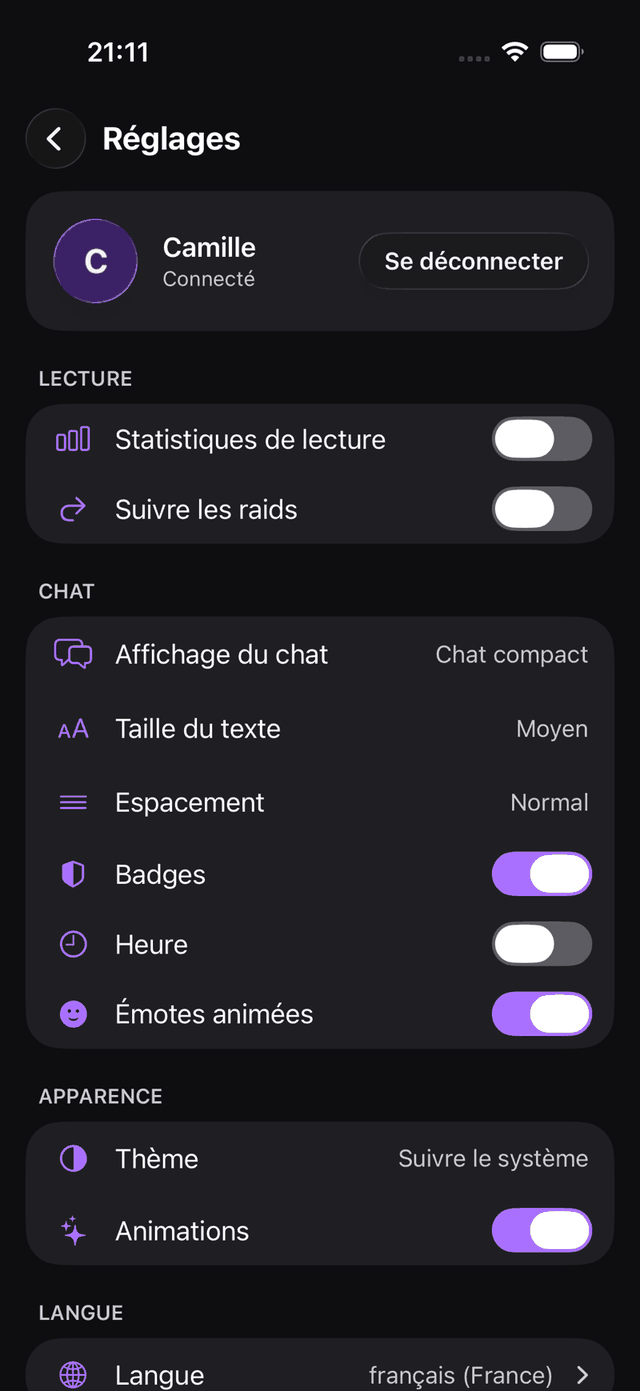 21:11
Réglages
C
Camille
Connecté
Se déconnecter
LECTURE
Statistiques de lecture
Suivre les raids
CHAT
Affichage du chat
Chat compact
AA
Taille du texte
Moyen
Espacement
Normal
Badges
Heure
Émotes animées
APPARENCE
Thème
Suivre le système
Animations
LANGUE
Langue
français (France)